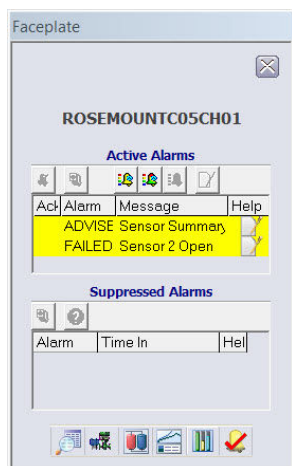 Faceplate
ROSEMOUNTC05CH01
Active Alarms
Ack Alarm Message Help
ADVISE Sensor Summary
FAILED Sensor 2 Open
Suppressed Alarms
Alarm Time In Hel